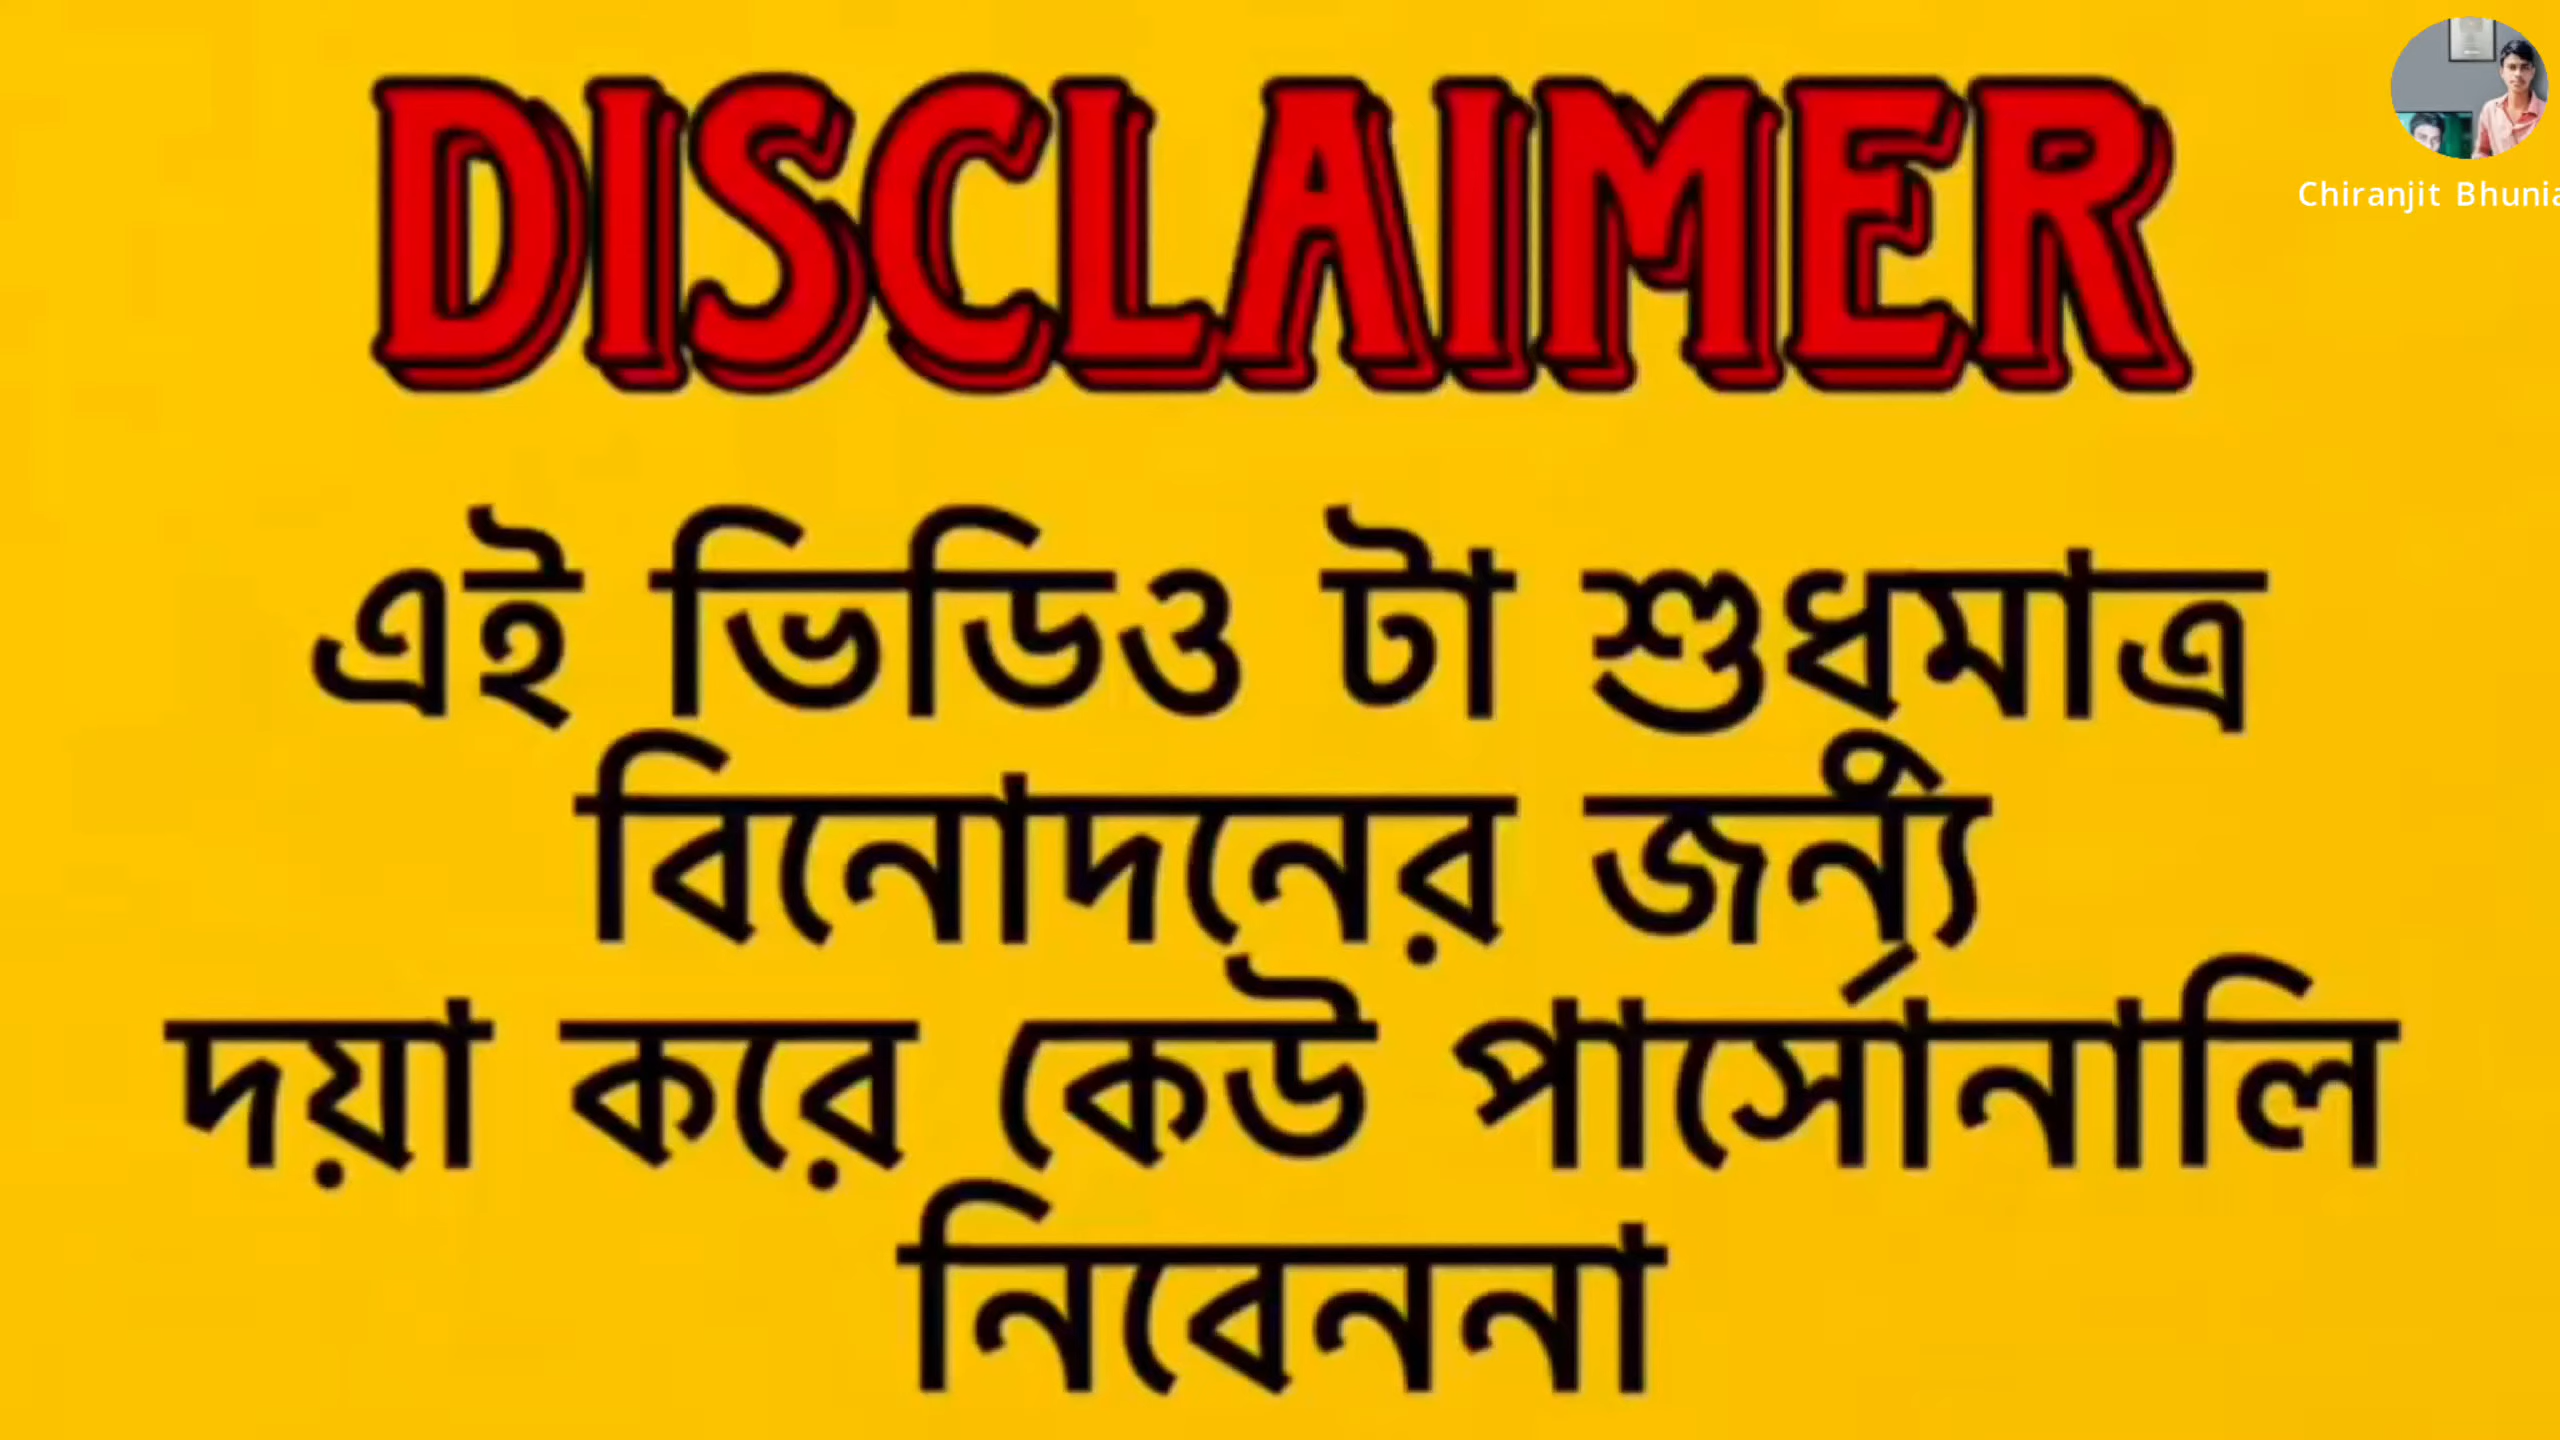 Chiranjit Bhunia
DISCLAIMER
এই ভিডিও টা শুধুমাত্র
বিনোদনের জন্য
দয়া করে কেউ পার্সোনালি
নিবেননা